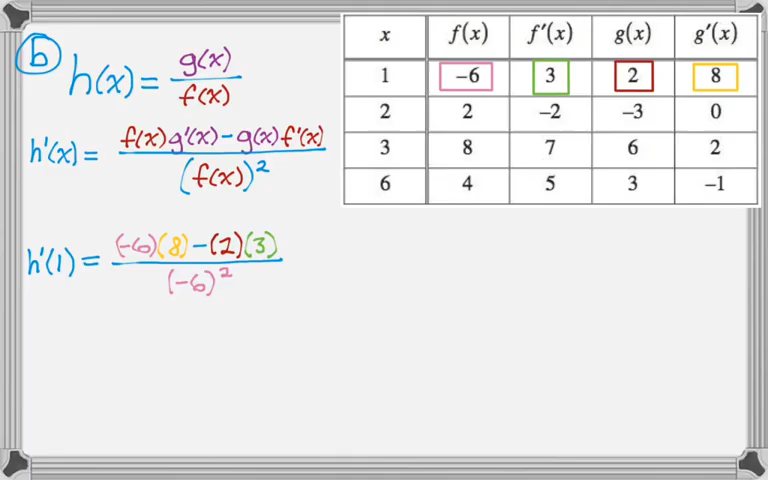 b
h(x) = g(x)/f(x)
h'(x) = f(x)g'(x) − g(x)f'(x)/(f(x))²
h'(1) = (−6)(8) − (2)(3)/(−6)²
x f(x) f′(x) g(x) g′(x)
1 −6 3 2 8
2 2 −2 −3 0
3 8 7 6 2
6 4 5 3 −1